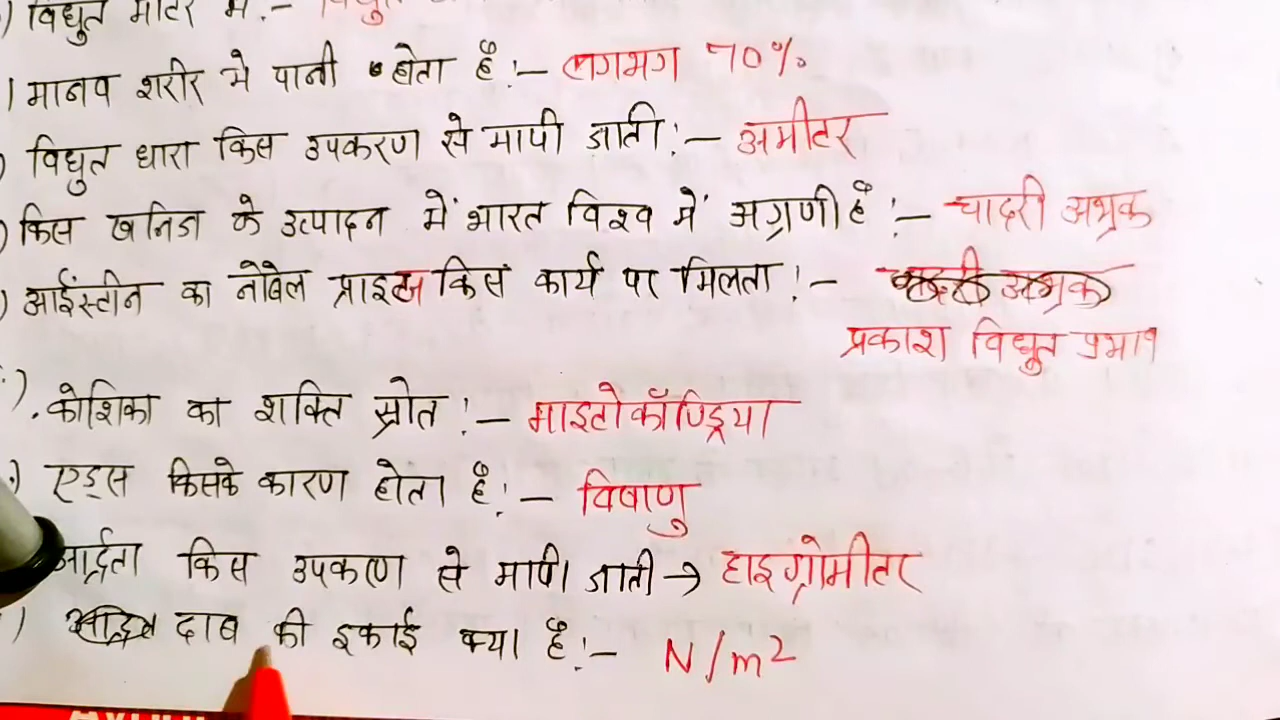 विद्युत मीटर में :- विद्युत
मानव शरीर मे पानी होता है :- लगभग 70%
विद्युत धारा किस उपकरण से मापी जाती :- अमीटर
किस खनिज के उत्पादन में भारत विश्व में अग्रणी है :- चादरी अभ्रक
आईंस्टीन का नोवेल प्राइज किस कार्य पर मिलता :- चादरी अभ्रक
प्रकाश विद्युत प्रभाव
कोशिका का शक्ति स्रोत :- माइटोकॉण्ड्रिया
एड्स किसके कारण होता है :- विषाणु
आर्द्रता किस उपकरण से मापी जाती → हाइग्रोमीटर
दाब की इकाई क्या है :- N/m²